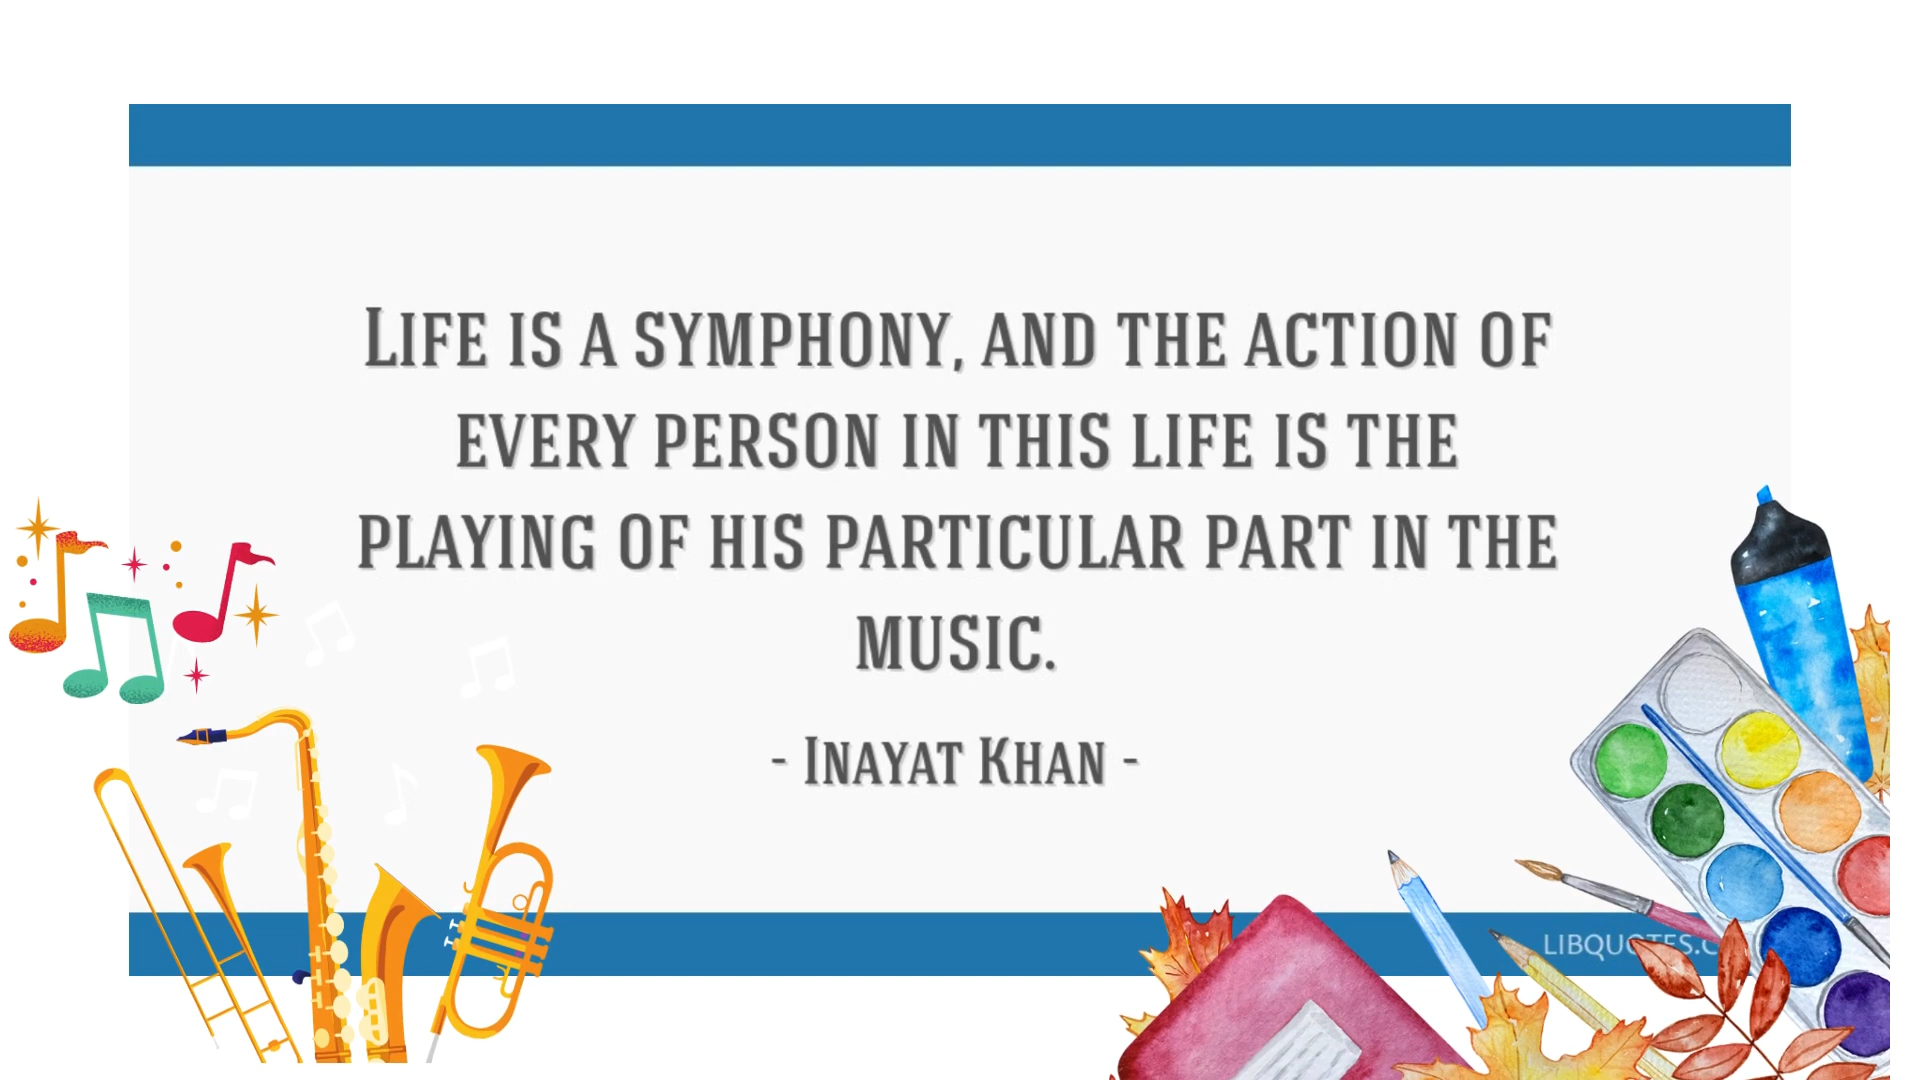 Life is a symphony, and the action of
every person in this life is the
playing of his particular part in the
music.
- Inayat Khan -
LIBQUOTES.C